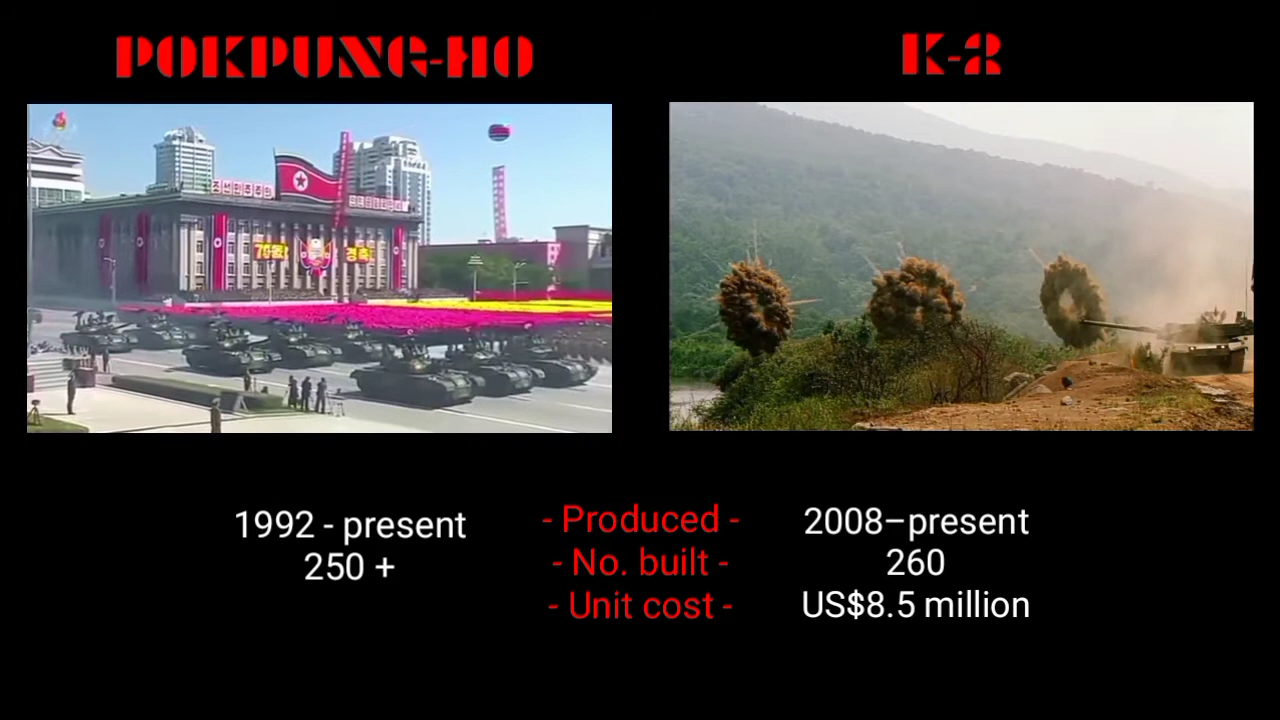 POKPUNG-HO
K-2
1992 - present
- Produced -
2008–present
250 +
- No. built -
260
- Unit cost -
US$8.5 million